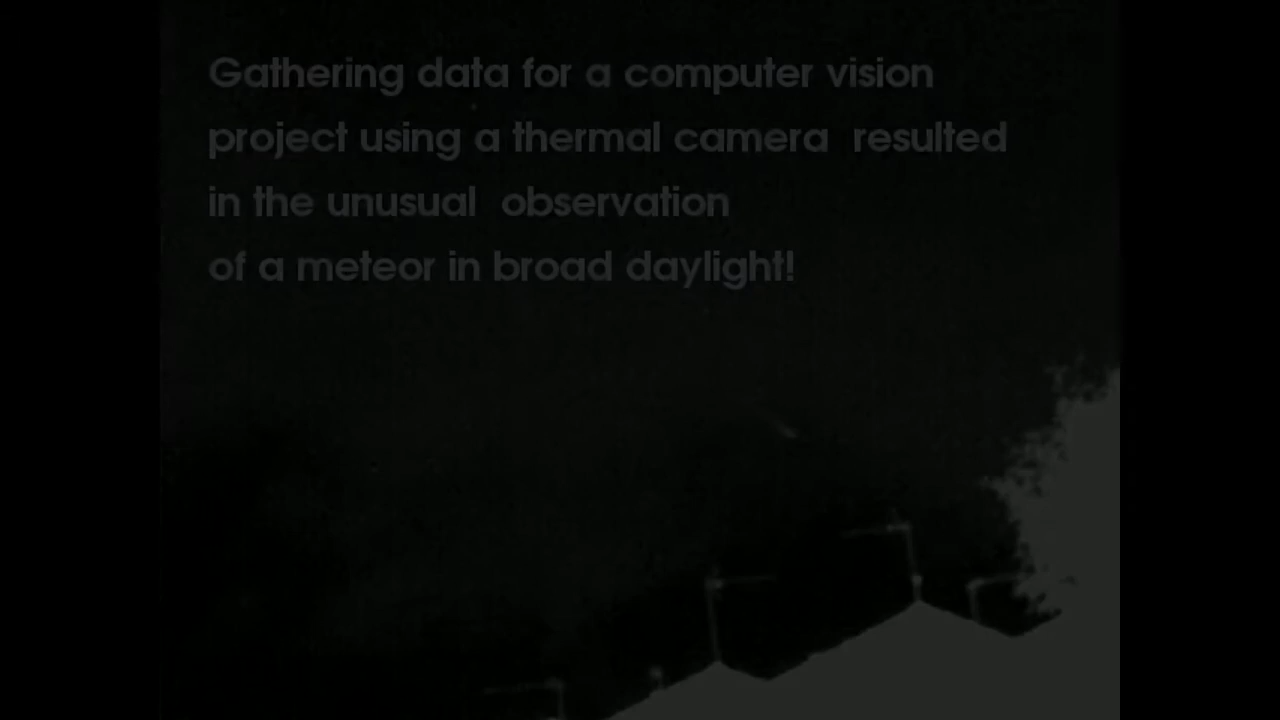 Gathering data for a computer vision
project using a thermal camera  resulted
in the unusual  observation
of a meteor in broad daylight!